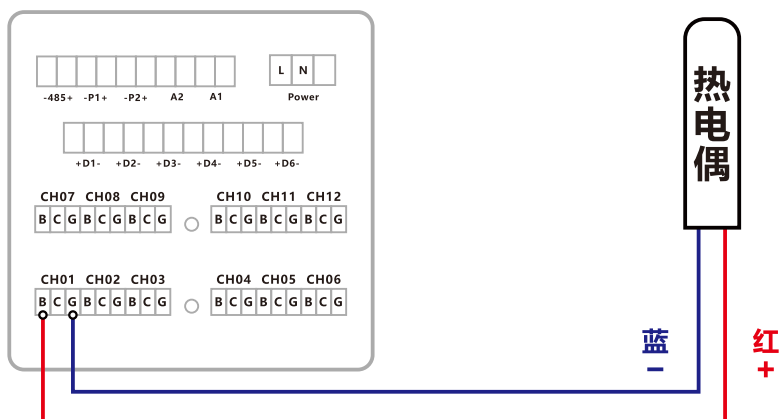 L N
-485+ -P1+ -P2+ A2 A1 Power
+D1- +D2- +D3- +D4- +D5- +D6-
CH07 CH08 CH09 CH10 CH11 CH12
B C G B C G B C G B C G B C G B C G
CH01 CH02 CH03 CH04 CH05 CH06
B C G B C G B C G B C G B C G B C G
热电偶
蓝 红
- +